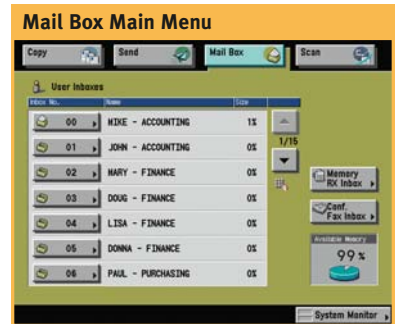 Mail Box Main Menu
Copy Send Mail Box Scan
User Inboxes
Inbox No. Name Size
00 MIKE - ACCOUNTING 1%
01 JOHN - ACCOUNTING 0%
1/15
02 MARY - FINANCE 0%
Memory
RX Inbox
03 DOUG - FINANCE 0%
Conf.
Fax Inbox
04 LISA - FINANCE 0%
Available Memory
99%
05 DONNA - FINANCE 0%
06 PAUL - PURCHASING 0%
System Monitor